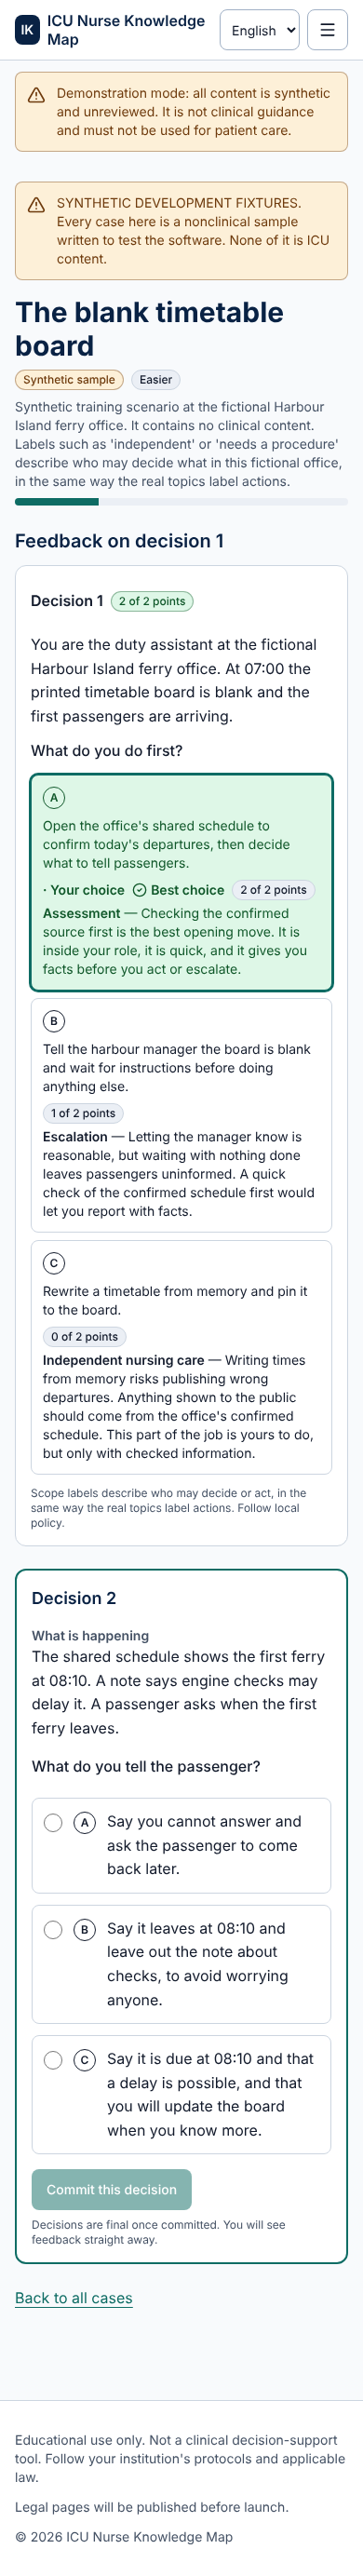 IK
ICU Nurse Knowledge
Map
English
Demonstration mode: all content is synthetic
and unreviewed. It is not clinical guidance
and must not be used for patient care.
SYNTHETIC DEVELOPMENT FIXTURES.
Every case here is a nonclinical sample
written to test the software. None of it is ICU
content.
The blank timetable
board
Synthetic sample
Easier
Synthetic training scenario at the fictional Harbour
Island ferry office. It contains no clinical content.
Labels such as 'independent' or 'needs a procedure'
describe who may decide what in this fictional office,
in the same way the real topics label actions.
Feedback on decision 1
Decision 1 2 of 2 points
You are the duty assistant at the fictional
Harbour Island ferry office. At 07:00 the
printed timetable board is blank and the
first passengers are arriving.
What do you do first?
A
Open the office's shared schedule to
confirm today's departures, then decide
what to tell passengers.
· Your choice Best choice 2 of 2 points
Assessment — Checking the confirmed
source first is the best opening move. It is
inside your role, it is quick, and it gives you
facts before you act or escalate.
B
Tell the harbour manager the board is blank
and wait for instructions before doing
anything else.
1 of 2 points
Escalation — Letting the manager know is
reasonable, but waiting with nothing done
leaves passengers uninformed. A quick
check of the confirmed schedule first would
let you report with facts.
C
Rewrite a timetable from memory and pin it
to the board.
0 of 2 points
Independent nursing care — Writing times
from memory risks publishing wrong
departures. Anything shown to the public
should come from the office's confirmed
schedule. This part of the job is yours to do,
but only with checked information.
Scope labels describe who may decide or act, in the
same way the real topics label actions. Follow local
policy.
Decision 2
What is happening
The shared schedule shows the first ferry
at 08:10. A note says engine checks may
delay it. A passenger asks when the first
ferry leaves.
What do you tell the passenger?
A
Say you cannot answer and
ask the passenger to come
back later.
B
Say it leaves at 08:10 and
leave out the note about
checks, to avoid worrying
anyone.
C
Say it is due at 08:10 and that
a delay is possible, and that
you will update the board
when you know more.
Commit this decision
Decisions are final once committed. You will see
feedback straight away.
Back to all cases
Educational use only. Not a clinical decision-support
tool. Follow your institution's protocols and applicable
law.
Legal pages will be published before launch.
© 2026 ICU Nurse Knowledge Map